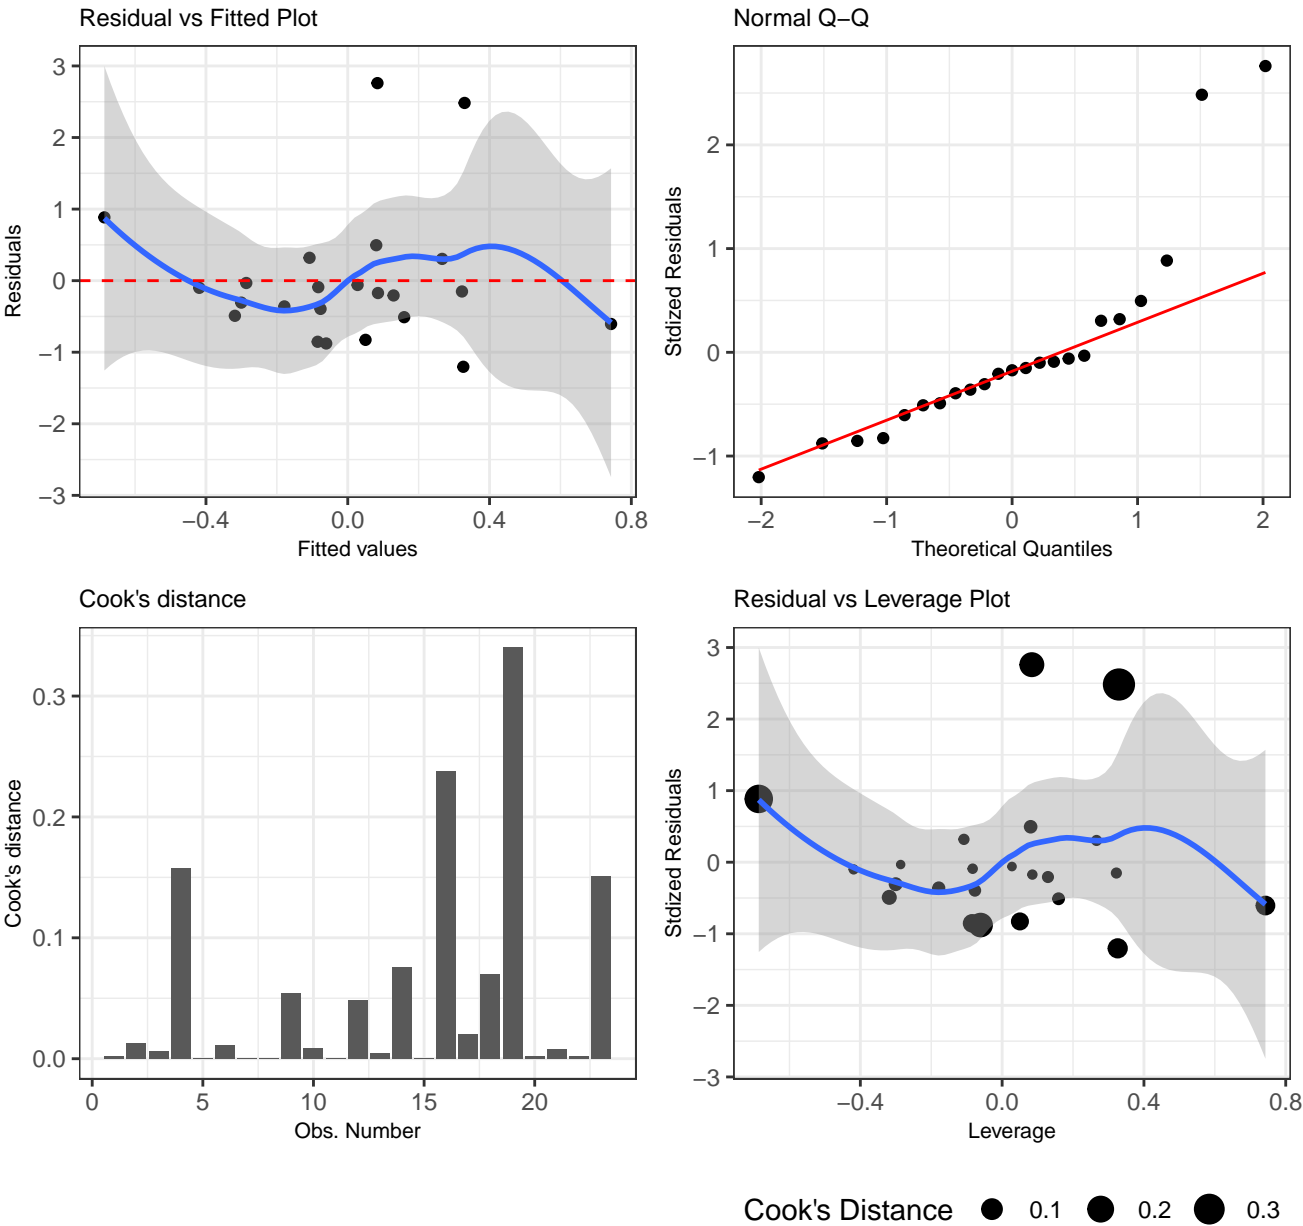 Residual vs Fitted Plot
Residuals
3
2
1
0
−1
−2
−3
−0.4 0.0 0.4 0.8
Fitted values
Normal Q−Q
Stdized Residuals
2
1
0
−1
−2 −1 0 1 2
Theoretical Quantiles
Cook's distance
Cook's distance
0.3
0.2
0.1
0.0
0 5 10 15 20
Obs. Number
Residual vs Leverage Plot
Stdized Residuals
3
2
1
0
−1
−2
−3
−0.4 0.0 0.4 0.8
Leverage
Cook's Distance 0.1 0.2 0.3